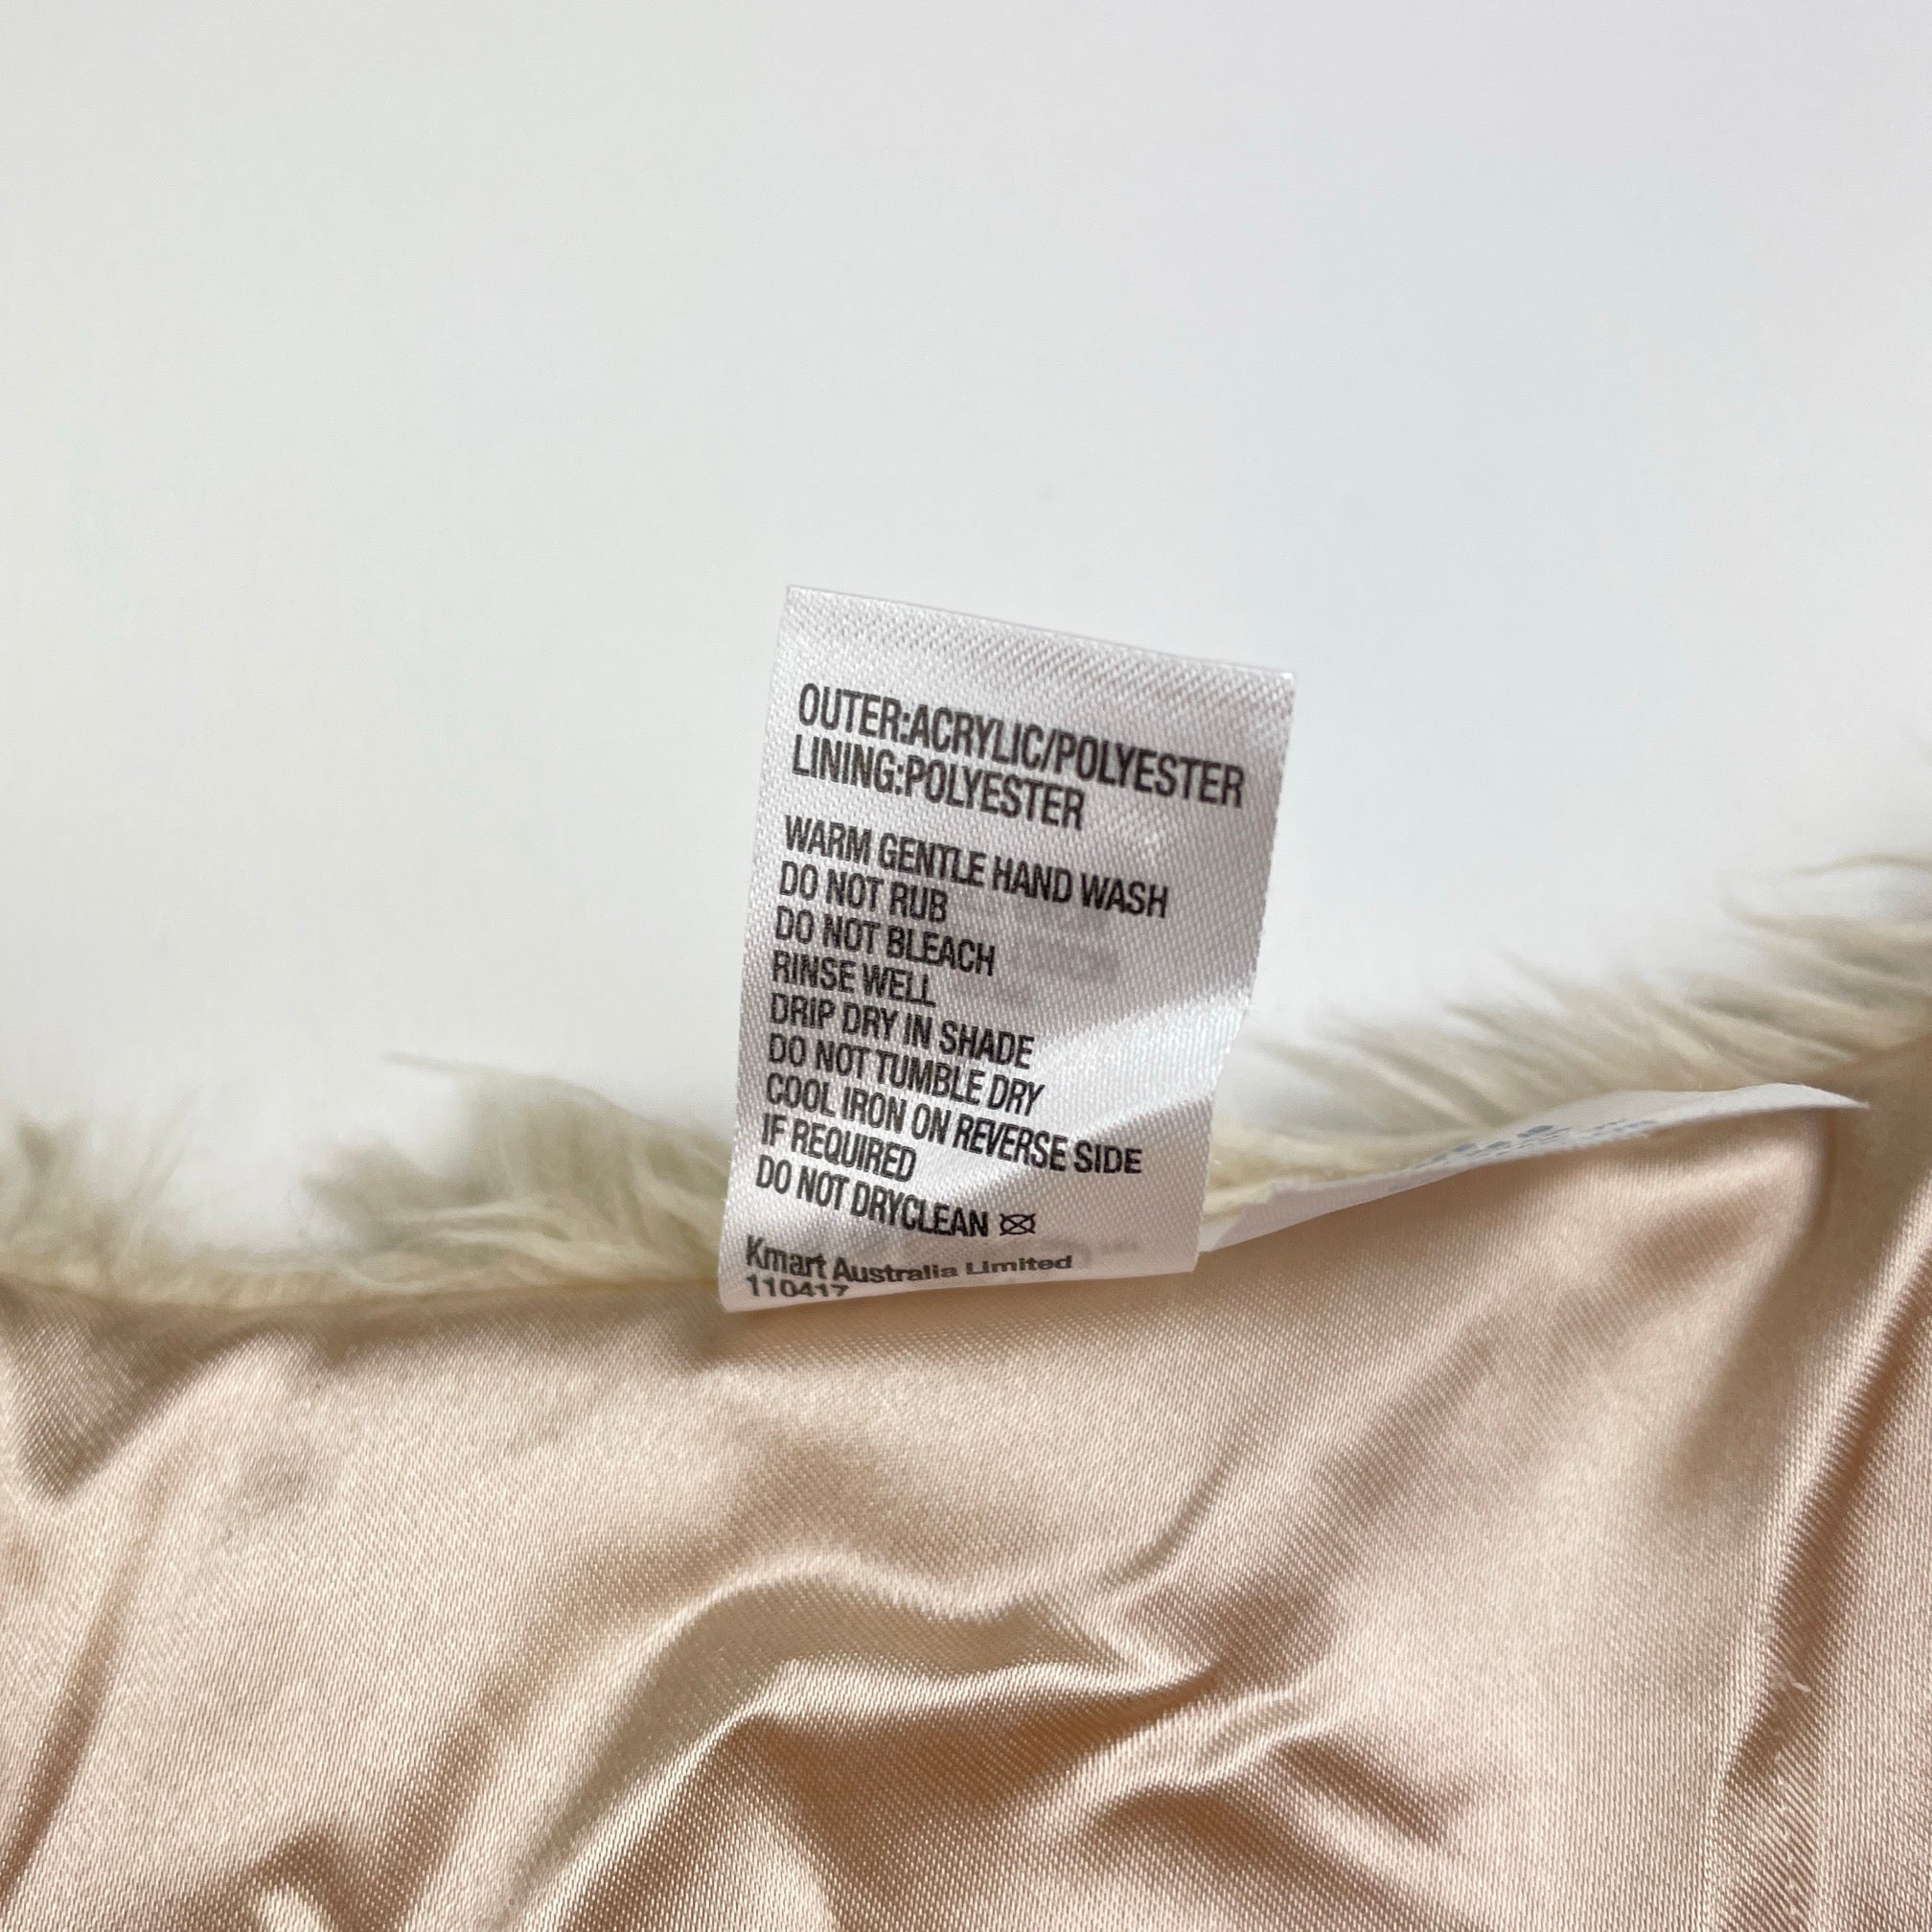 OUTER:ACRYLIC/POLYESTER
LINING:POLYESTER
WARM GENTLE HAND WASH
DO NOT RUB
DO NOT BLEACH
RINSE WELL
DRIP DRY IN SHADE
DO NOT TUMBLE DRY
COOL IRON ON REVERSE SIDE
IF REQUIRED
DO NOT DRYCLEAN
Kmart Australia Limited
110417